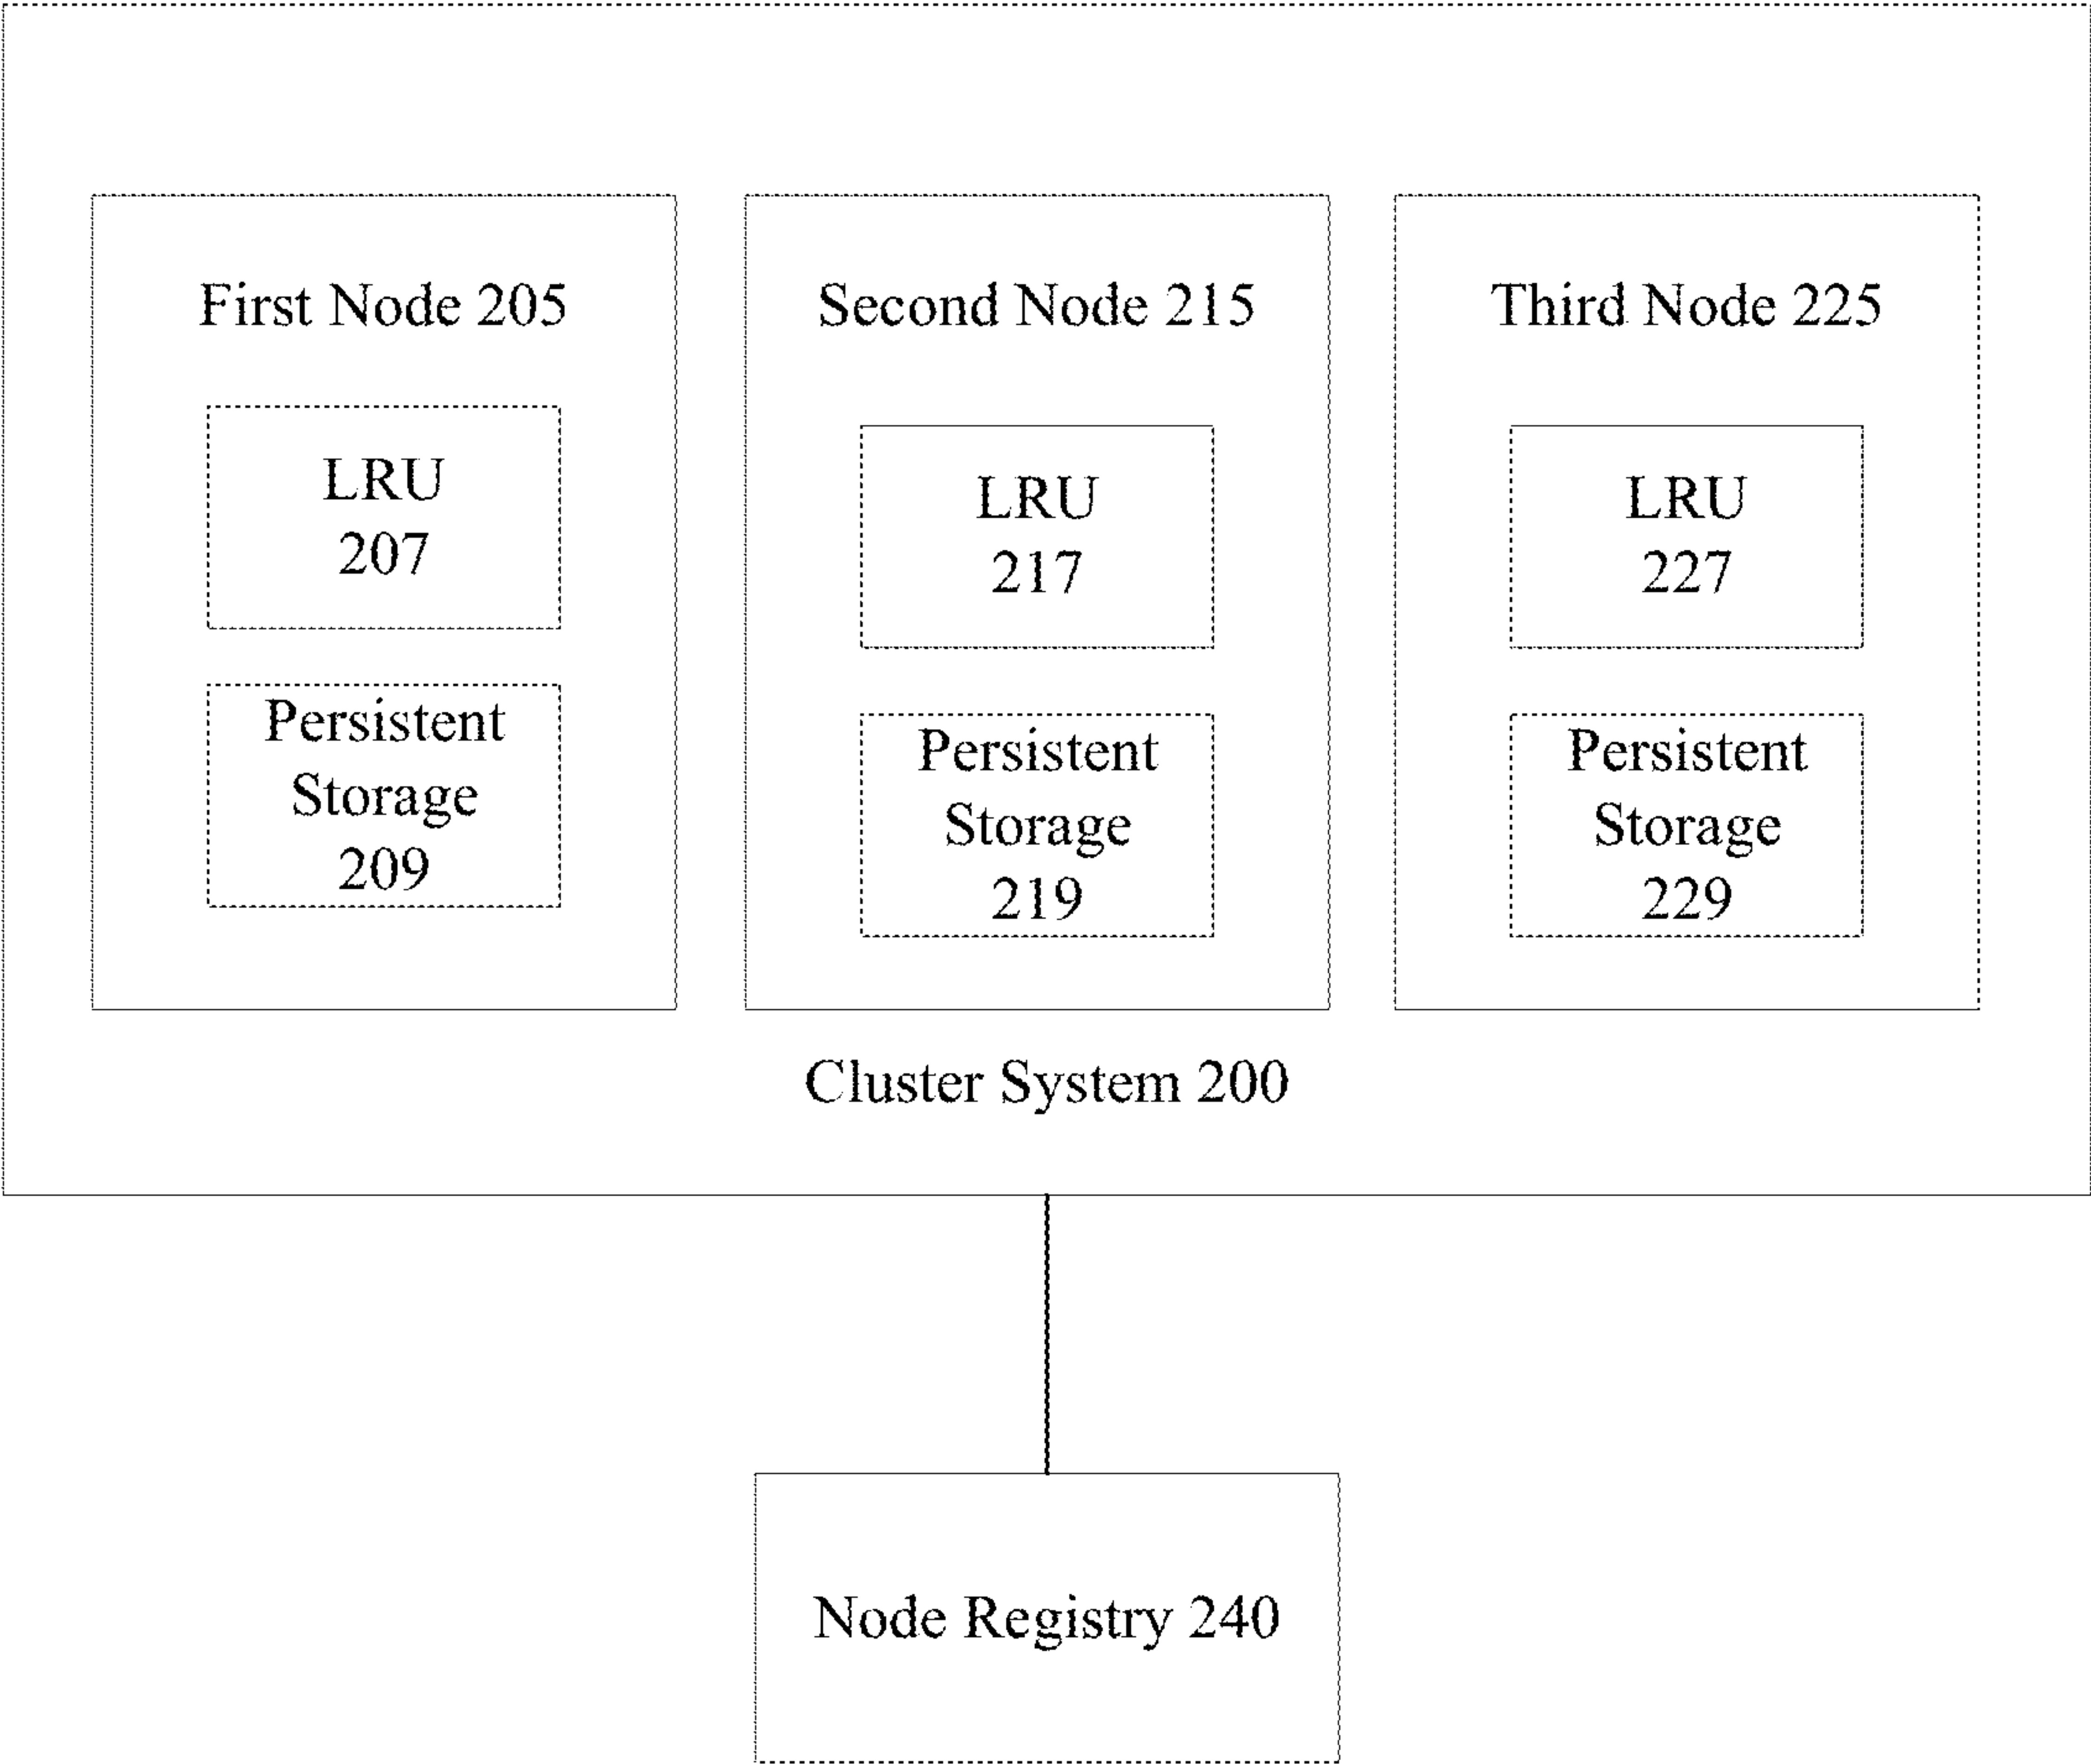 First Node 205
LRU
207
Persistent
Storage
209
Second Node 215
LRU
217
Persistent
Storage
219
Third Node 225
LRU
227
Persistent
Storage
229
Cluster System 200
Node Registry 240